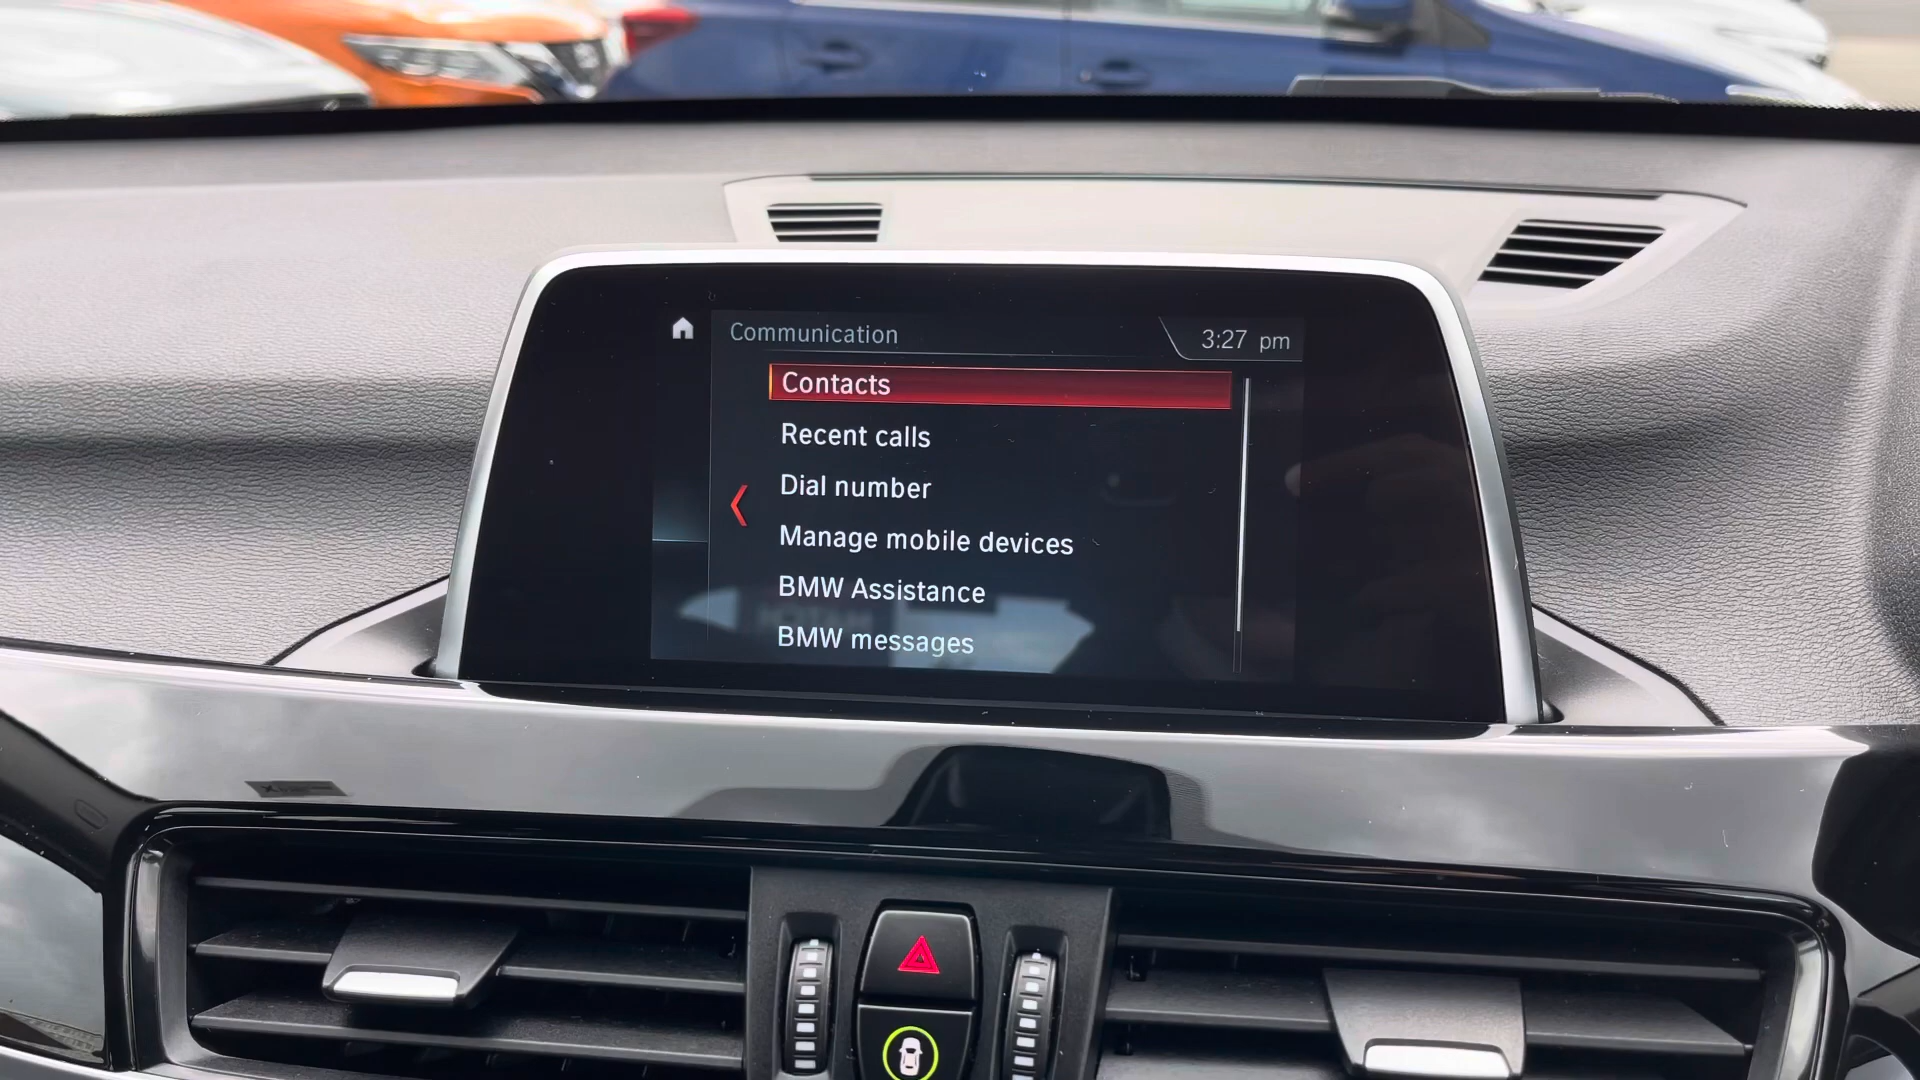 Communication
3:27 pm
Contacts
Recent calls
Dial number
Manage mobile devices
BMW Assistance
BMW messages